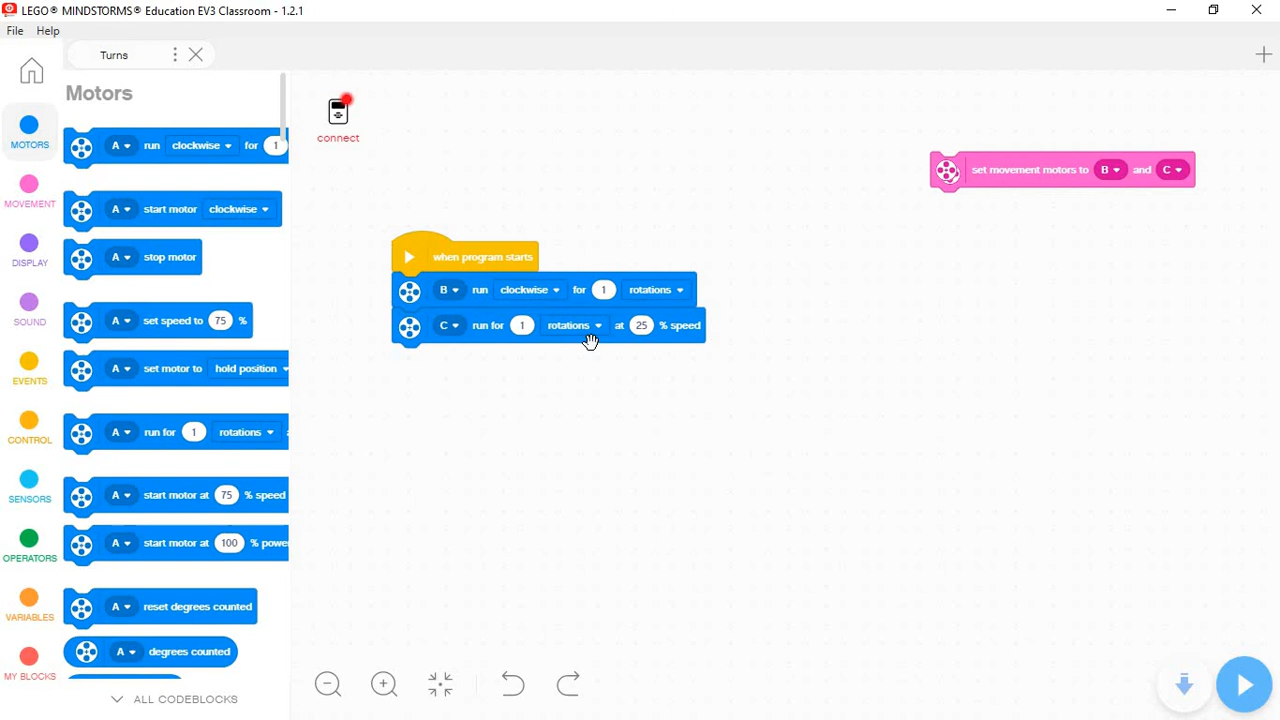 LEGO® MINDSTORMS® Education EV3 Classroom - 1.2.1
File Help
Turns
Motors
connect
MOTORS
MOVEMENT
DISPLAY
SOUND
EVENTS
CONTROL
SENSORS
OPERATORS
VARIABLES
MY BLOCKS
A run clockwise for 1
A start motor clockwise
A stop motor
A set speed to 75 %
A set motor to hold position
A run for 1 rotations
A start motor at 75 % speed
A start motor at 100 % power
A reset degrees counted
A degrees counted
ALL CODEBLOCKS
set movement motors to B and C
when program starts
B run clockwise for 1 rotations
C run for 1 rotations at 25 % speed